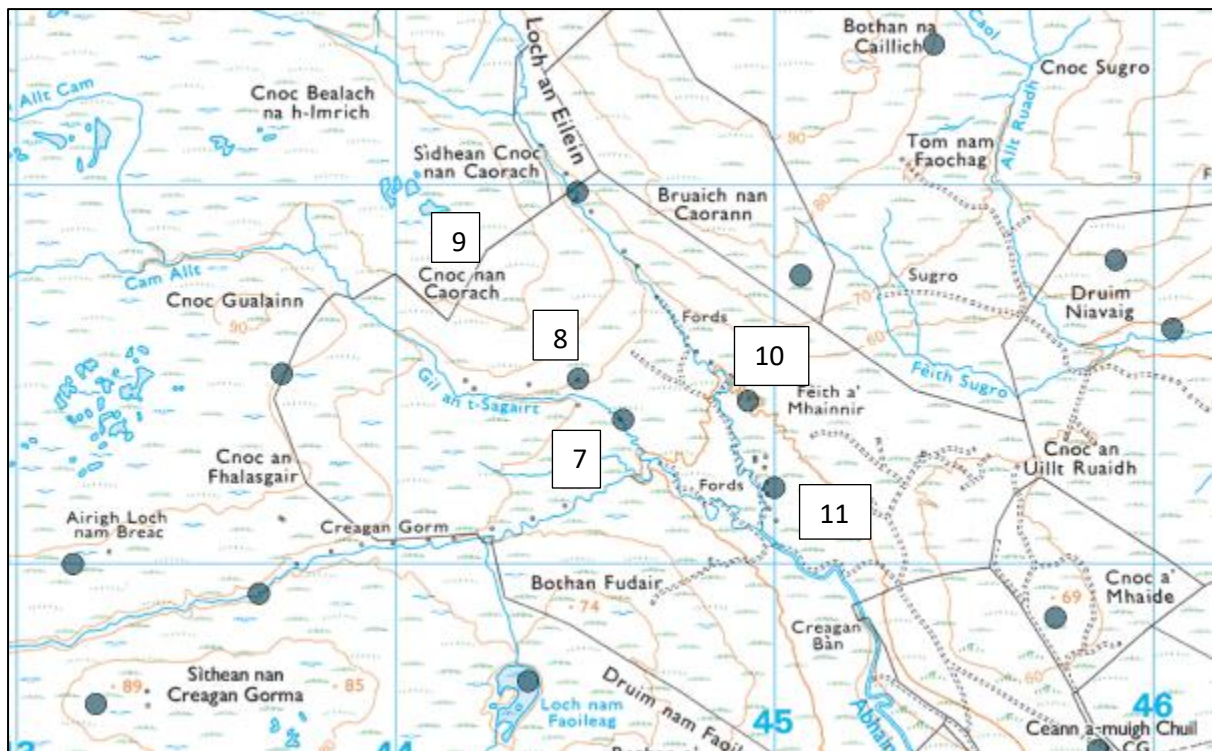 Bothan na
Caillich
Caol
Cnoc Sugro
Loch an Eilein
Allt Cam
Cnoc Bealach
na h-Imrich
Sìdhean Cnoc
nan Caorach
Tom nam
Faochag
Allt Ruadh
90
80
Bruaich nan
Caorann
9
Cam Allt
Cnoc nan
Caorach
Cnoc Gualainn
90
Sugro
70
60
Druim
Niavaig
8
Fords
10
Gil
an t-Sagairt
Fèith a'
Mhainnir
Fèith Sugro
Cnoc an
Fhalasgair
7
Fords
11
Cnoc an
Uillt Ruaidh
Airigh Loch
nam Breac
Creagan Gorm
Bothan Fudair
74
Cnoc a'
Mhaide
69
Creagan
Bàn
Sìthean nan
Creagan Gorma
89
85
Loch nam
Faoileag
Druim nam Faoil
60
45
46
44
Abhain
Ceann a-muigh Chuil
CG